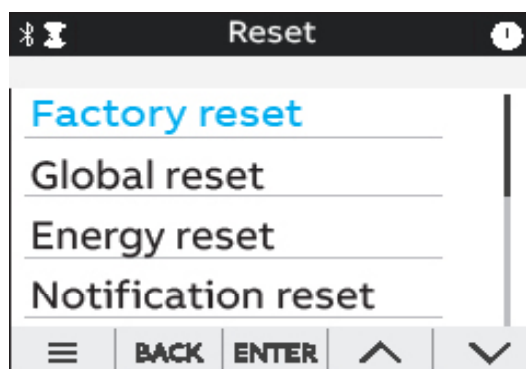 Reset
Factory reset
Global reset
Energy reset
Notification reset
BACK ENTER